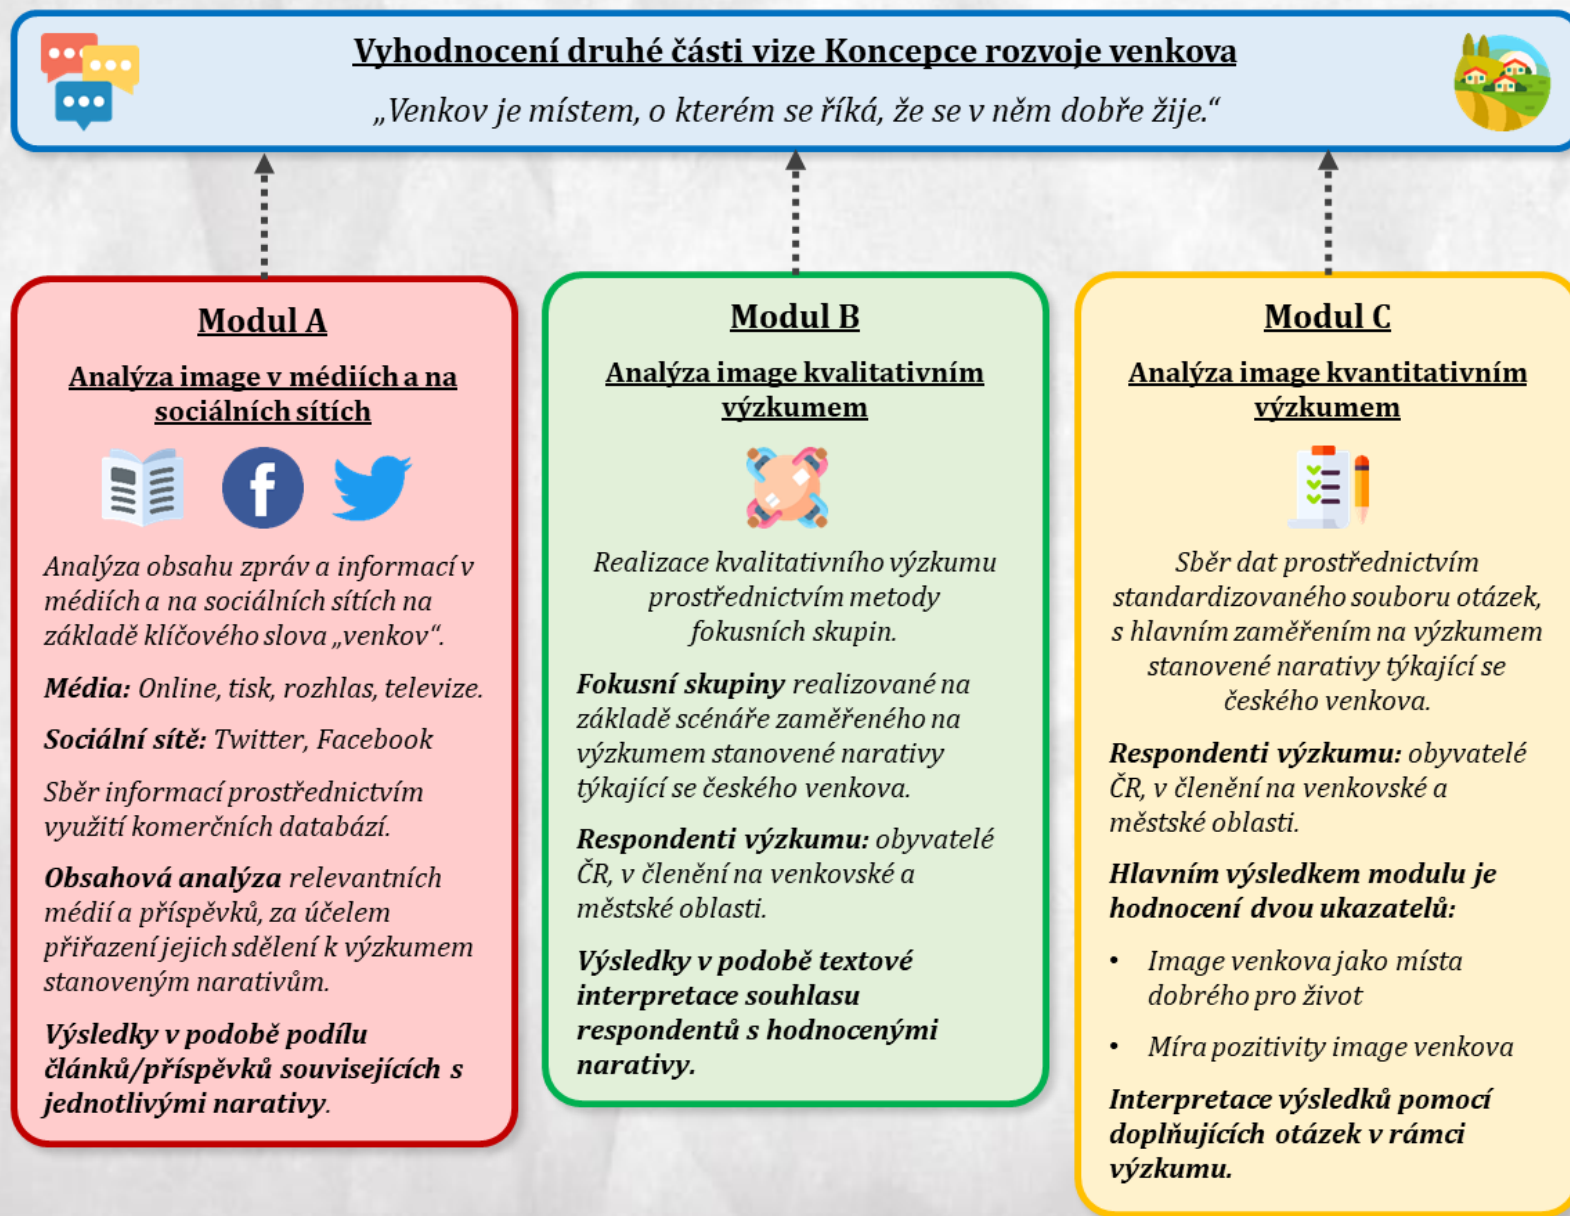 Vyhodnocení druhé části vize Koncepce rozvoje venkova
„Venkov je místem, o kterém se říká, že se v něm dobře žije.“
Modul A
Analýza image v médiích a na
sociálních sítích
Analýza obsahu zpráv a informací v
médiích a na sociálních sítích na
základě klíčového slova „venkov“.
Média: Online, tisk, rozhlas, televize.
Sociální sítě: Twitter, Facebook
Sběr informací prostřednictvím
využití komerčních databází.
Obsahová analýza relevantních
médií a příspěvků, za účelem
přiřazení jejich sdělení k výzkumem
stanoveným narativům.
Výsledky v podobě podílu
článků/příspěvků souvisejících s
jednotlivými narativy.
Modul B
Analýza image kvalitativním
výzkumem
Realizace kvalitativního výzkumu
prostřednictvím metody
fokusních skupin.
Fokusní skupiny realizované na
základě scénáře zaměřeného na
výzkumem stanovené narativy
týkající se českého venkova.
Respondenti výzkumu: obyvatelé
ČR, v členění na venkovské a
městské oblasti.
Výsledky v podobě textové
interpretace souhlasu
respondentů s hodnocenými
narativy.
Modul C
Analýza image kvantitativním
výzkumem
Sběr dat prostřednictvím
standardizovaného souboru otázek,
s hlavním zaměřením na výzkumem
stanovené narativy týkající se
českého venkova.
Respondenti výzkumu: obyvatelé
ČR, v členění na venkovské a
městské oblasti.
Hlavním výsledkem modulu je
hodnocení dvou ukazatelů:
• Image venkova jako místa
dobrého pro život
• Míra pozitivity image venkova
Interpretace výsledků pomocí
doplňujících otázek v rámci
výzkumu.